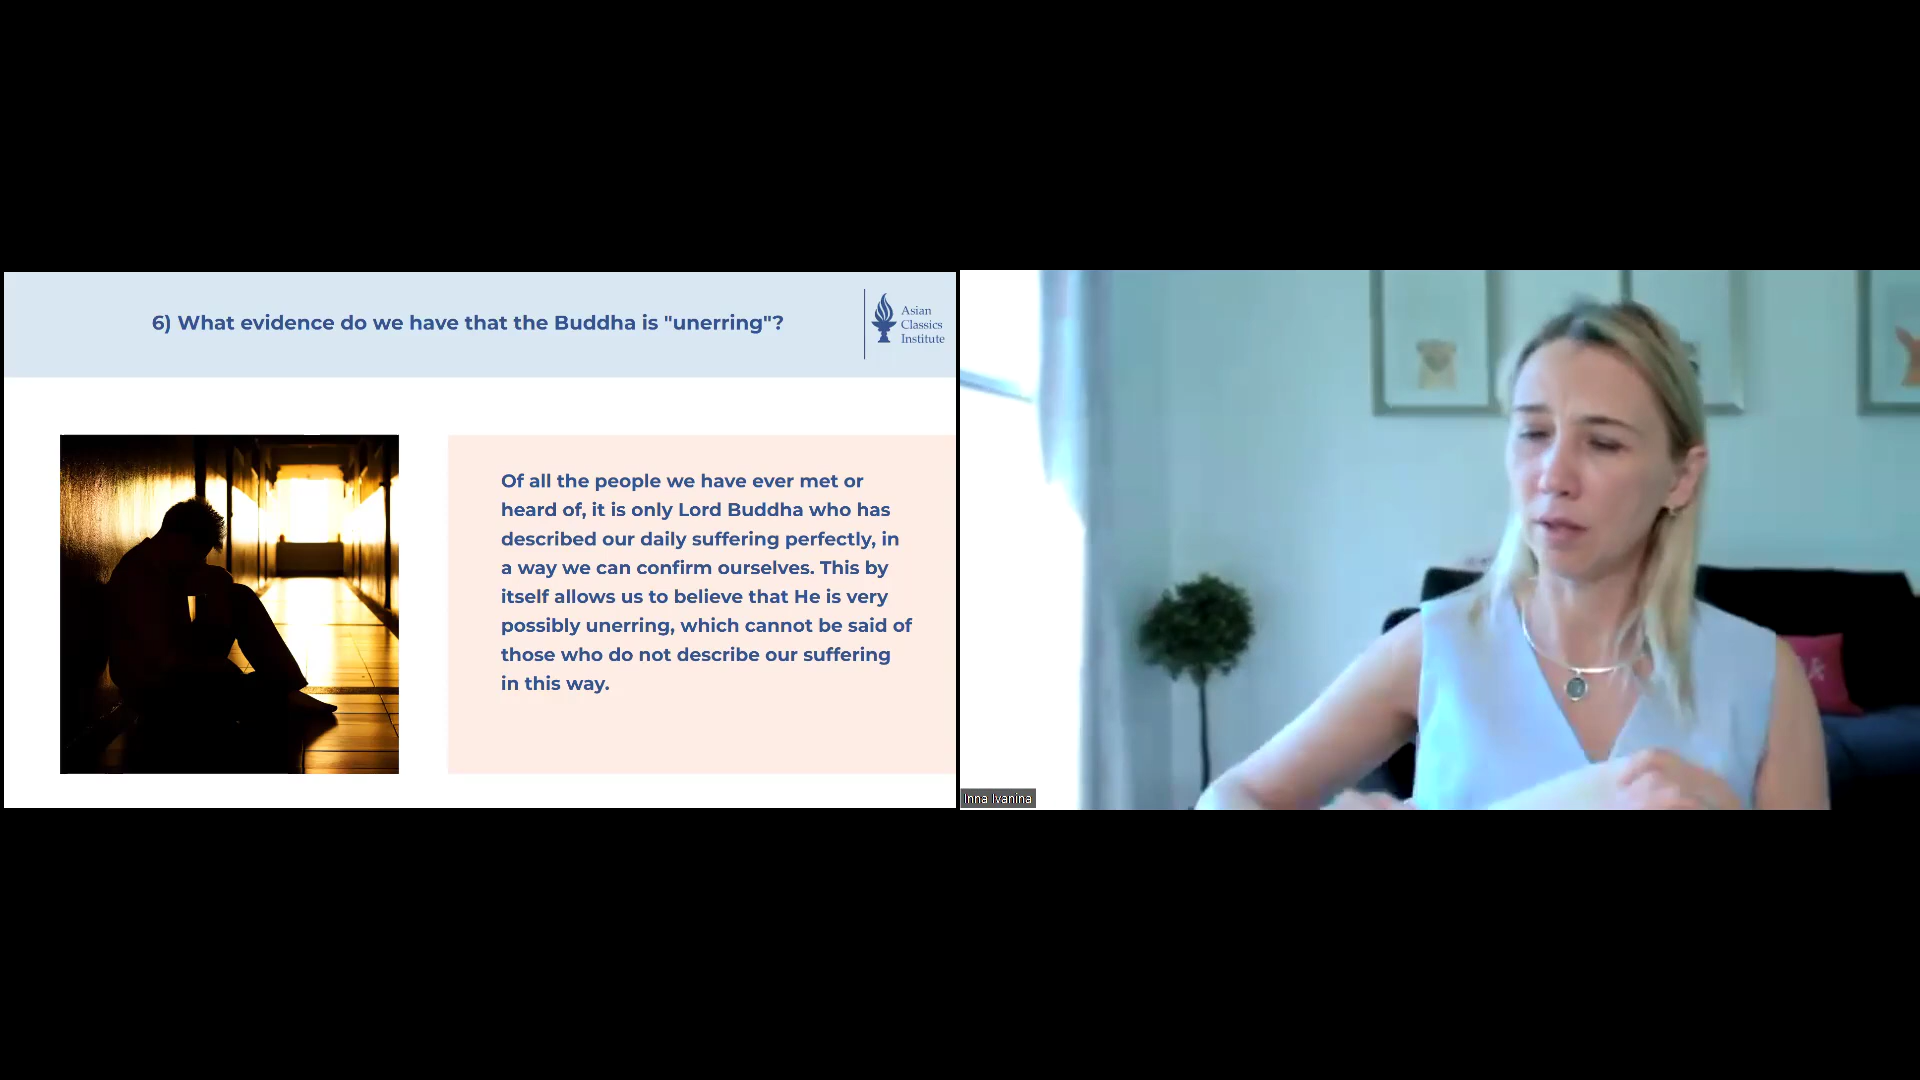 6) What evidence do we have that the Buddha is "unerring"?
Asian
Classics
Institute
Of all the people we have ever met or
heard of, it is only Lord Buddha who has
described our daily suffering perfectly, in
a way we can confirm ourselves. This by
itself allows us to believe that He is very
possibly unerring, which cannot be said of
those who do not describe our suffering
in this way.
Inna Ivanina